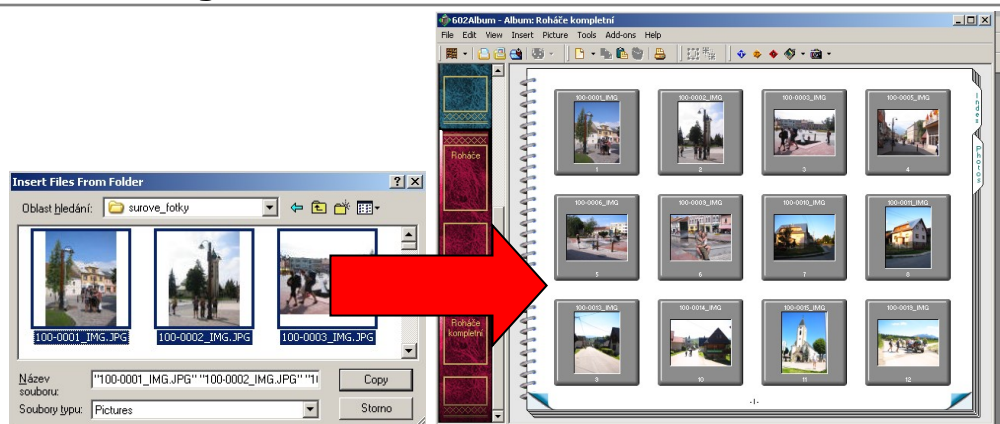 602Album - Album: Roháče kompletní
File Edit View Insert Picture Tools Add-ons Help
Roháče
Roháče
kompletní
100-0001_IMG 100-0002_IMG 100-0003_IMG 100-0005_IMG
1 2 3 4
100-0006_IMG 100-0009_IMG 100-0010_IMG 100-0011_IMG
5 6 7 8
100-0013_IMG 100-0014_IMG 100-0015_IMG 100-0019_IMG
9 10 11 12
-1-
Index
Photos
Insert Files From Folder
Oblast hledání: surove_fotky
100-0001_IMG.JPG 100-0002_IMG.JPG 100-0003_IMG.JPG
Název
souboru:
"100-0001_IMG.JPG" "100-0002_IMG.JPG" "1
Copy
Soubory typu: Pictures Storno